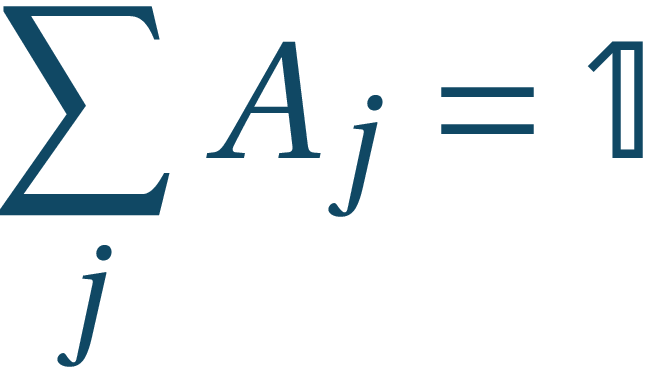 ∑ A_j = 𝟙
j